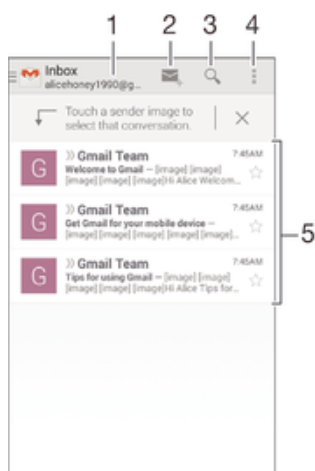 1 2 3 4
Inbox
alicehoney1990@g...
Touch a sender image to
select that conversation.
G
» Gmail Team 7:45AM
Welcome to Gmail – [image] [image]
[image] [image] [image]Hi Alice Welcom...
G
» Gmail Team 7:45AM
Get Gmail for your mobile device –
[image] [image] [image] [image] [image]...
G
» Gmail Team 7:45AM
Tips for using Gmail – [image] [image]
[image] [image] [image]Hi Alice Tips for...
5